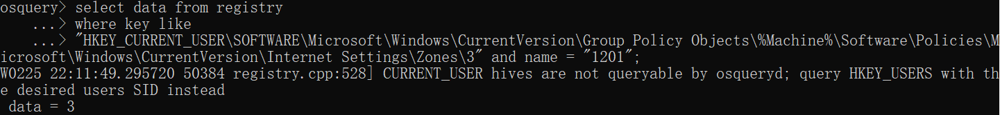 osquery> select data from registry
    ...> where key like
    ...> "HKEY_CURRENT_USER\SOFTWARE\Microsoft\Windows\CurrentVersion\Group Policy Objects\%Machine%\Software\Policies\M
icrosoft\Windows\CurrentVersion\Internet Settings\Zones\3" and name = "1201";
W0225 22:11:49.295720 50384 registry.cpp:528] CURRENT_USER hives are not queryable by osqueryd; query HKEY_USERS with th
e desired users SID instead
 data = 3